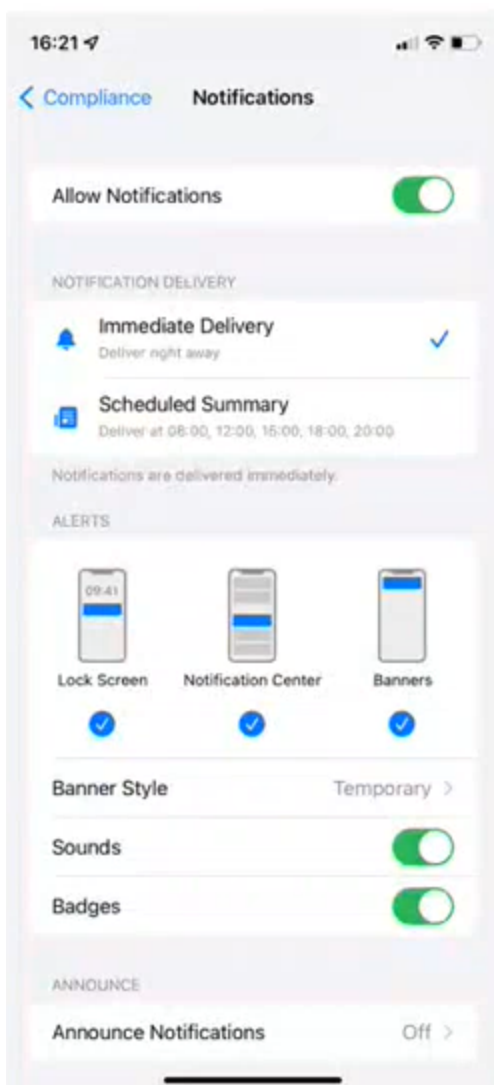 16:21
Compliance Notifications
Allow Notifications
NOTIFICATION DELIVERY
Immediate Delivery
Deliver right away
Scheduled Summary
Deliver at 08:00, 12:00, 16:00, 18:00, 20:00
Notifications are delivered immediately.
ALERTS
09:41
Lock Screen Notification Center Banners
Banner Style Temporary
Sounds
Badges
ANNOUNCE
Announce Notifications Off